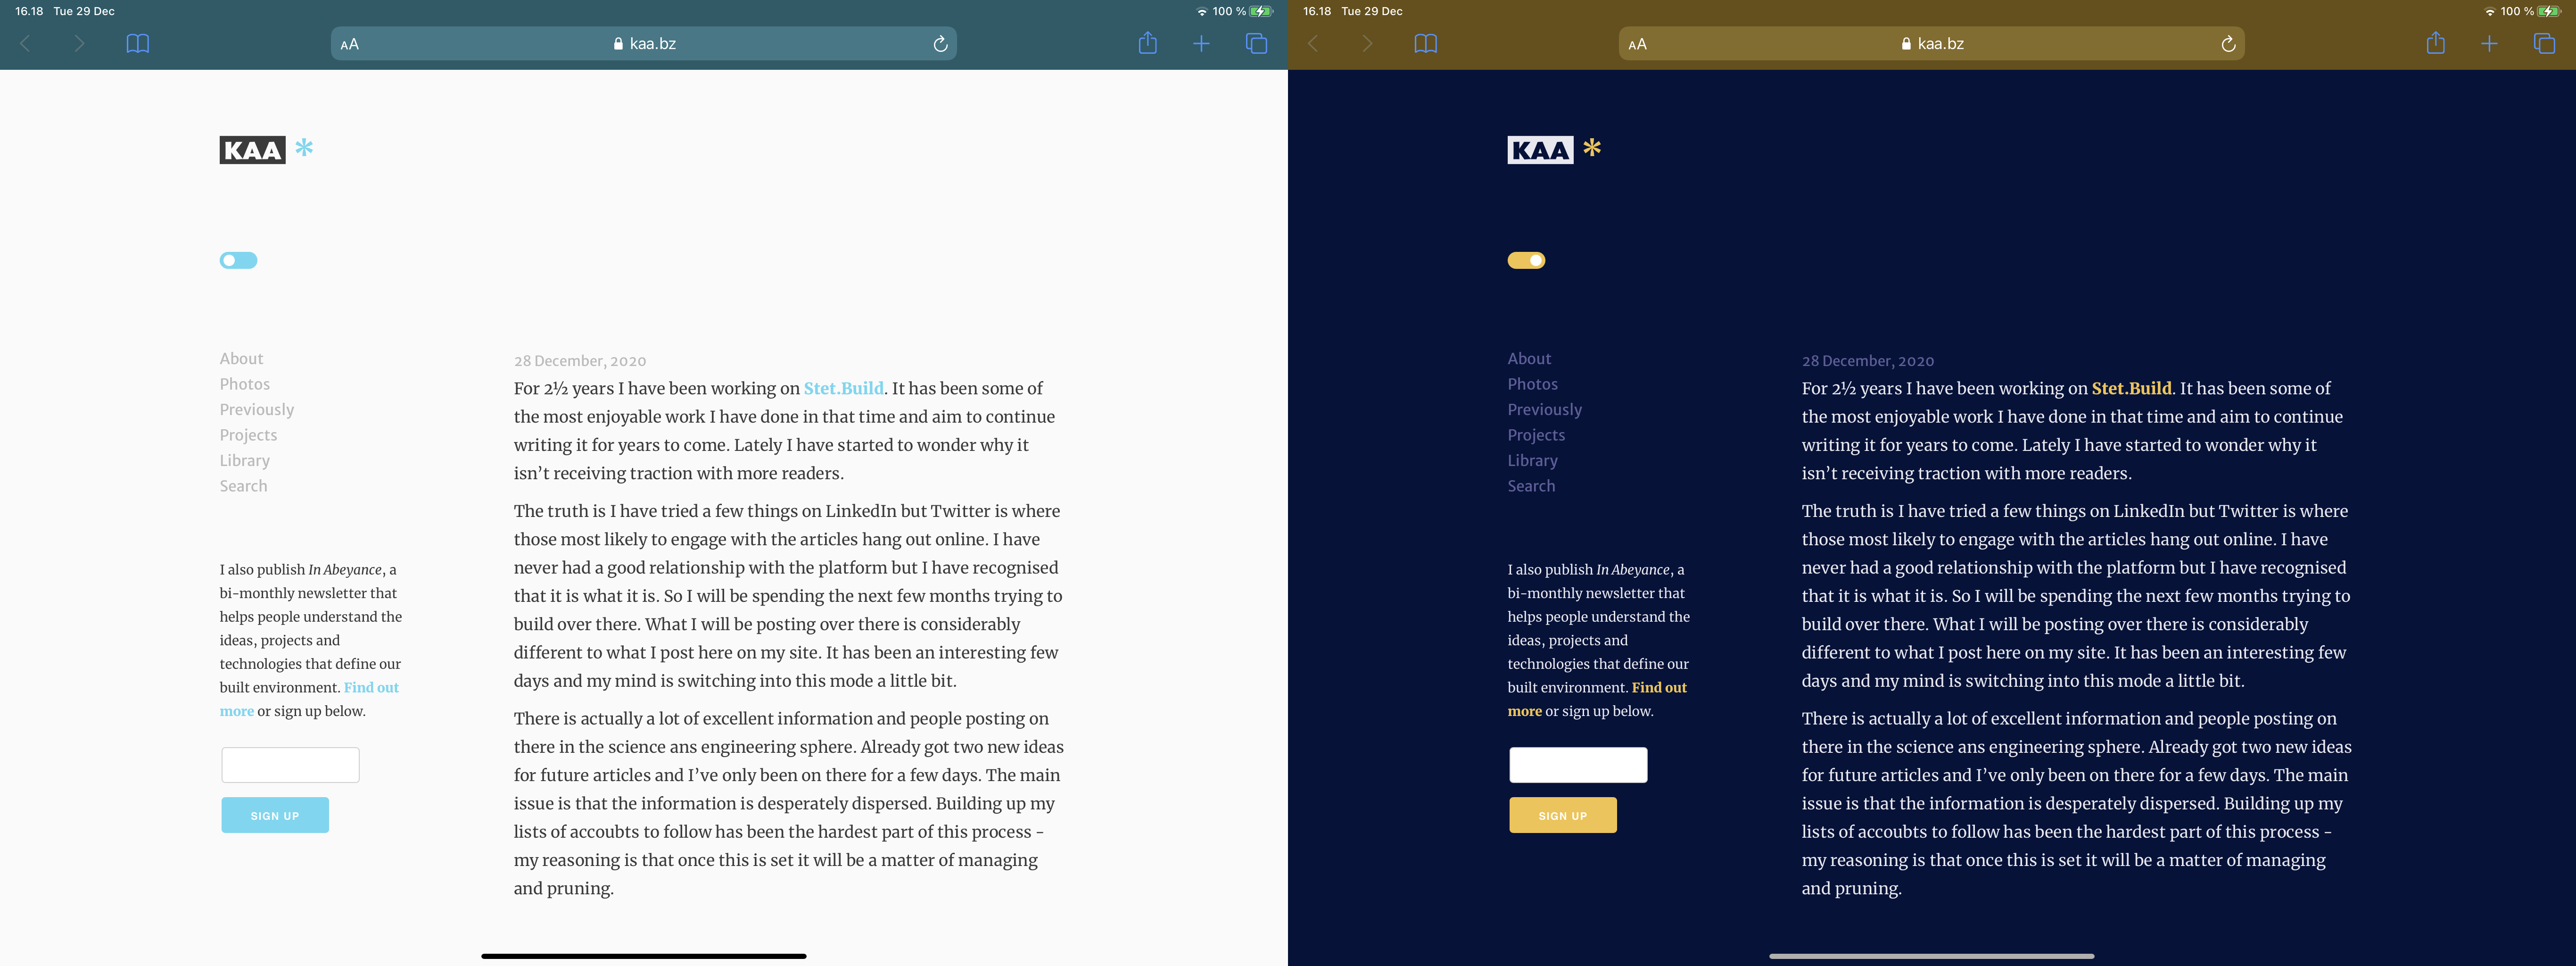 16.18 Tue 29 Dec
100 %
AA
kaa.bz
KAA *
About
Photos
Previously
Projects
Library
Search
I also publish In Abeyance, a
bi-monthly newsletter that
helps people understand the
ideas, projects and
technologies that define our
built environment. Find out
more or sign up below.
SIGN UP
28 December, 2020
For 2½ years I have been working on Stet.Build. It has been some of
the most enjoyable work I have done in that time and aim to continue
writing it for years to come. Lately I have started to wonder why it
isn’t receiving traction with more readers.
The truth is I have tried a few things on LinkedIn but Twitter is where
those most likely to engage with the articles hang out online. I have
never had a good relationship with the platform but I have recognised
that it is what it is. So I will be spending the next few months trying to
build over there. What I will be posting over there is considerably
different to what I post here on my site. It has been an interesting few
days and my mind is switching into this mode a little bit.
There is actually a lot of excellent information and people posting on
there in the science ans engineering sphere. Already got two new ideas
for future articles and I’ve only been on there for a few days. The main
issue is that the information is desperately dispersed. Building up my
lists of accoubts to follow has been the hardest part of this process -
my reasoning is that once this is set it will be a matter of managing
and pruning.
16.18 Tue 29 Dec
100 %
AA
kaa.bz
KAA *
About
Photos
Previously
Projects
Library
Search
I also publish In Abeyance, a
bi-monthly newsletter that
helps people understand the
ideas, projects and
technologies that define our
built environment. Find out
more or sign up below.
SIGN UP
28 December, 2020
For 2½ years I have been working on Stet.Build. It has been some of
the most enjoyable work I have done in that time and aim to continue
writing it for years to come. Lately I have started to wonder why it
isn’t receiving traction with more readers.
The truth is I have tried a few things on LinkedIn but Twitter is where
those most likely to engage with the articles hang out online. I have
never had a good relationship with the platform but I have recognised
that it is what it is. So I will be spending the next few months trying to
build over there. What I will be posting over there is considerably
different to what I post here on my site. It has been an interesting few
days and my mind is switching into this mode a little bit.
There is actually a lot of excellent information and people posting on
there in the science ans engineering sphere. Already got two new ideas
for future articles and I’ve only been on there for a few days. The main
issue is that the information is desperately dispersed. Building up my
lists of accoubts to follow has been the hardest part of this process -
my reasoning is that once this is set it will be a matter of managing
and pruning.